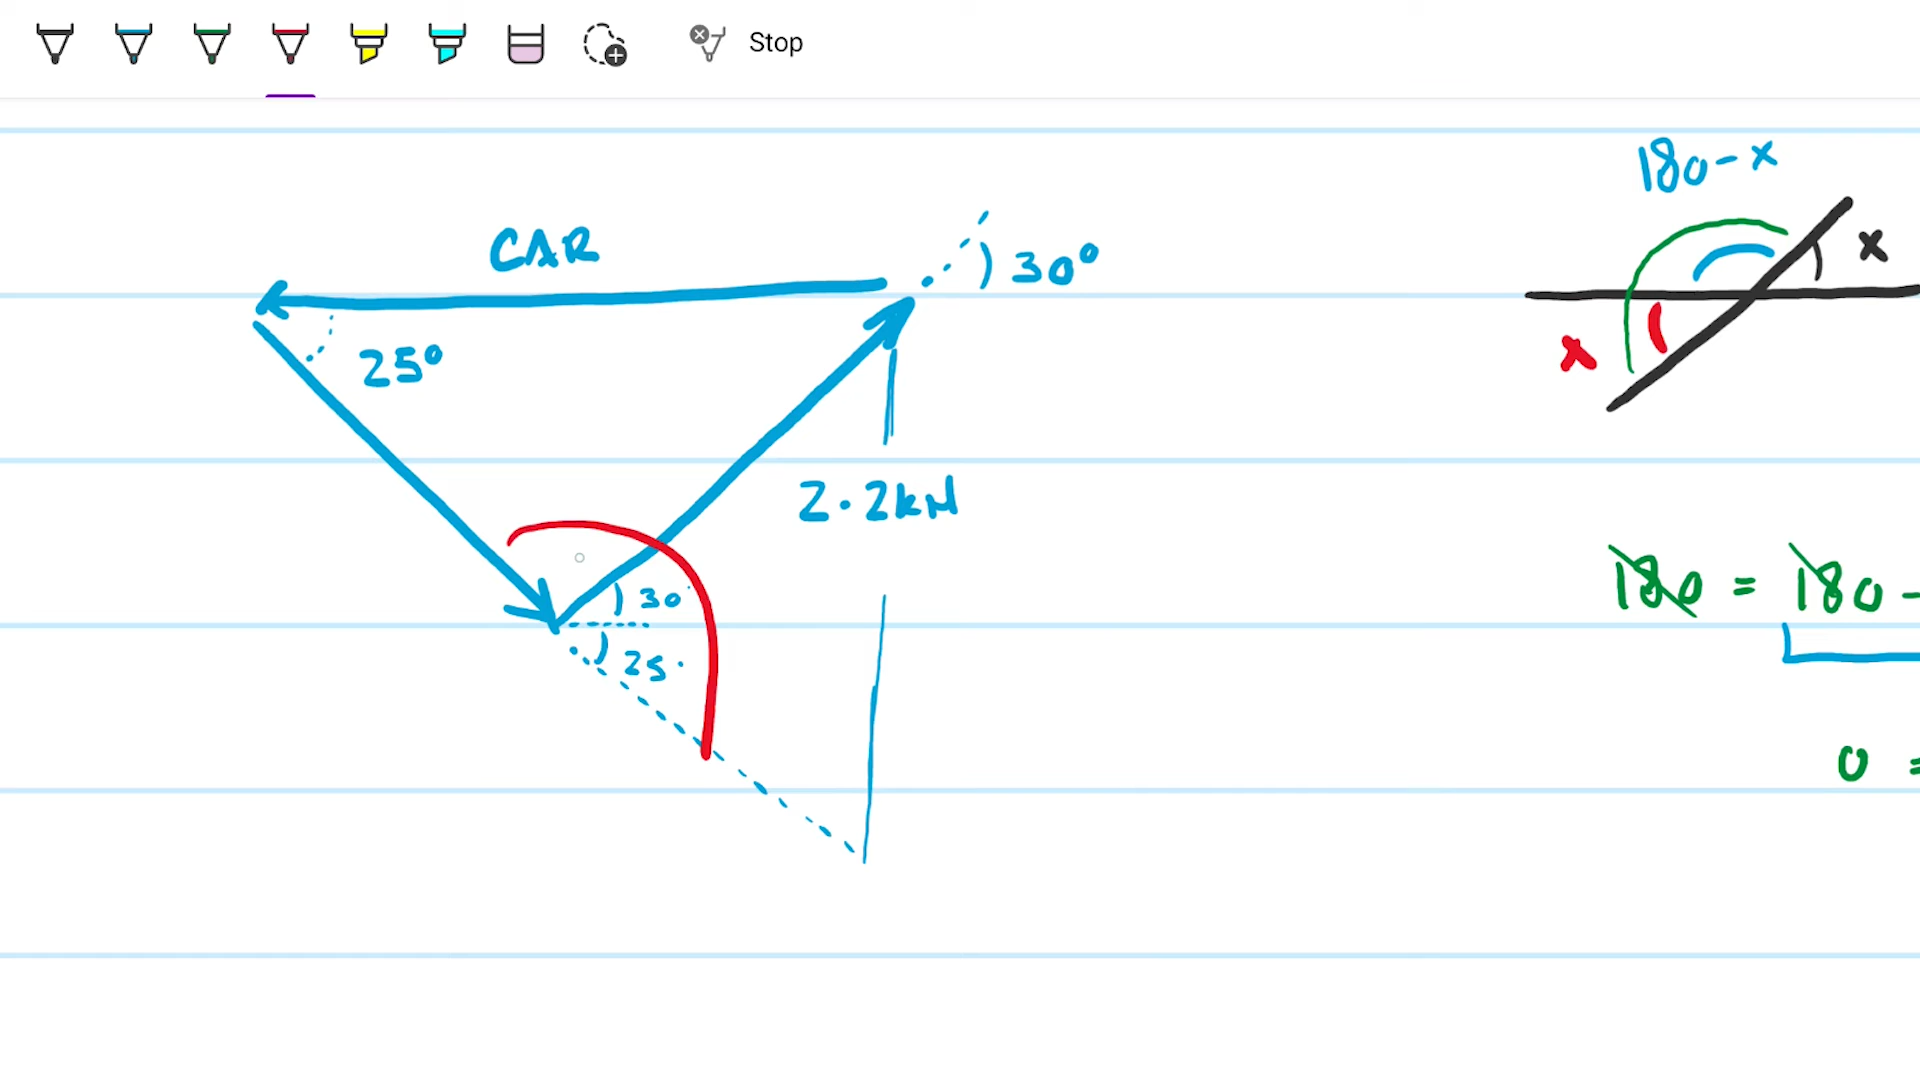 Stop
180-x
CAR
30°
x
25°
x
2.2kN
180 = 180-
30
25
0 =